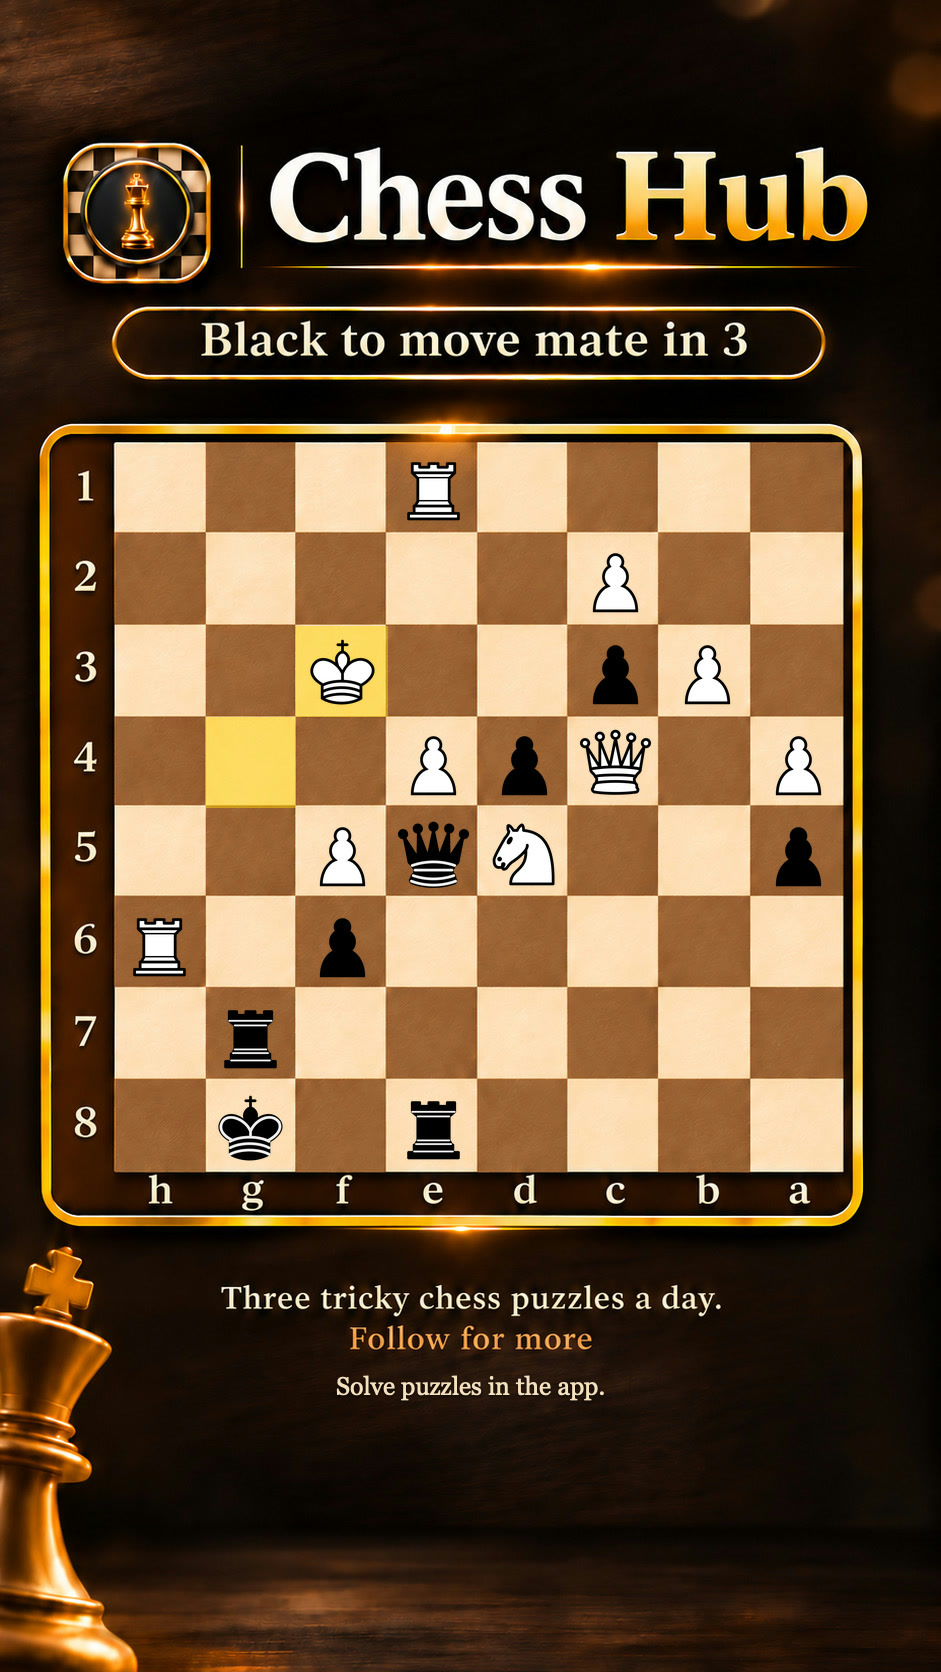 Chess Hub
Black to move mate in 3
1
2
3
4
5
6
7
8
h g f e d c b a
Three tricky chess puzzles a day.
Follow for more
Solve puzzles in the app.